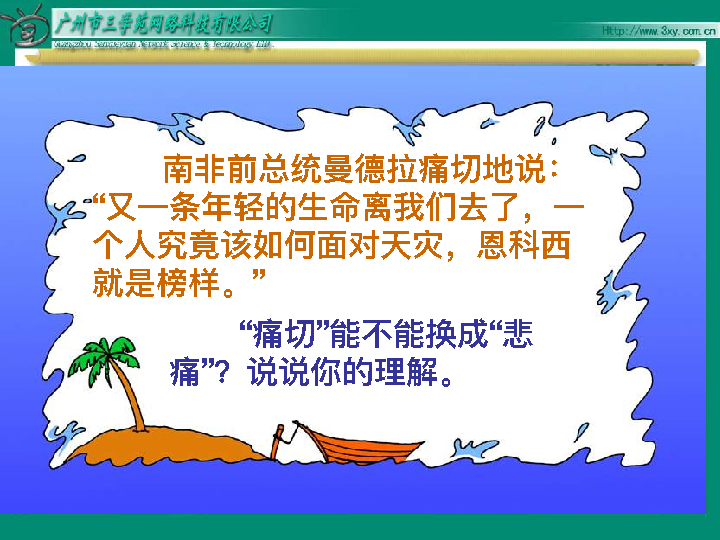 广州市三学苑网络科技有限公司
Guangzhou Sanxueyuan Network Science & Technology Ltd.
Http://www.3xy.com.cn
南非前总统曼德拉痛切地说：
“又一条年轻的生命离我们去了，一
个人究竟该如何面对天灾，恩科西
就是榜样。”
“痛切”能不能换成“悲
痛”？说说你的理解。